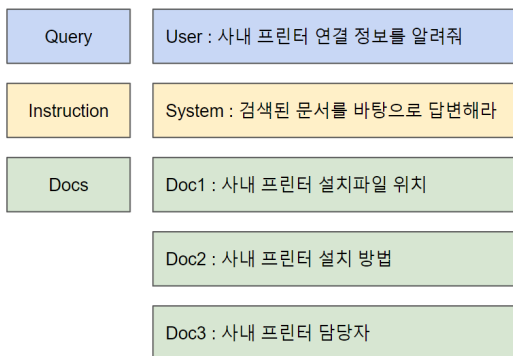 Query
User : 사내 프린터 연결 정보를 알려줘
Instruction
System : 검색된 문서를 바탕으로 답변해라
Docs
Doc1 : 사내 프린터 설치파일 위치
Doc2 : 사내 프린터 설치 방법
Doc3 : 사내 프린터 담당자